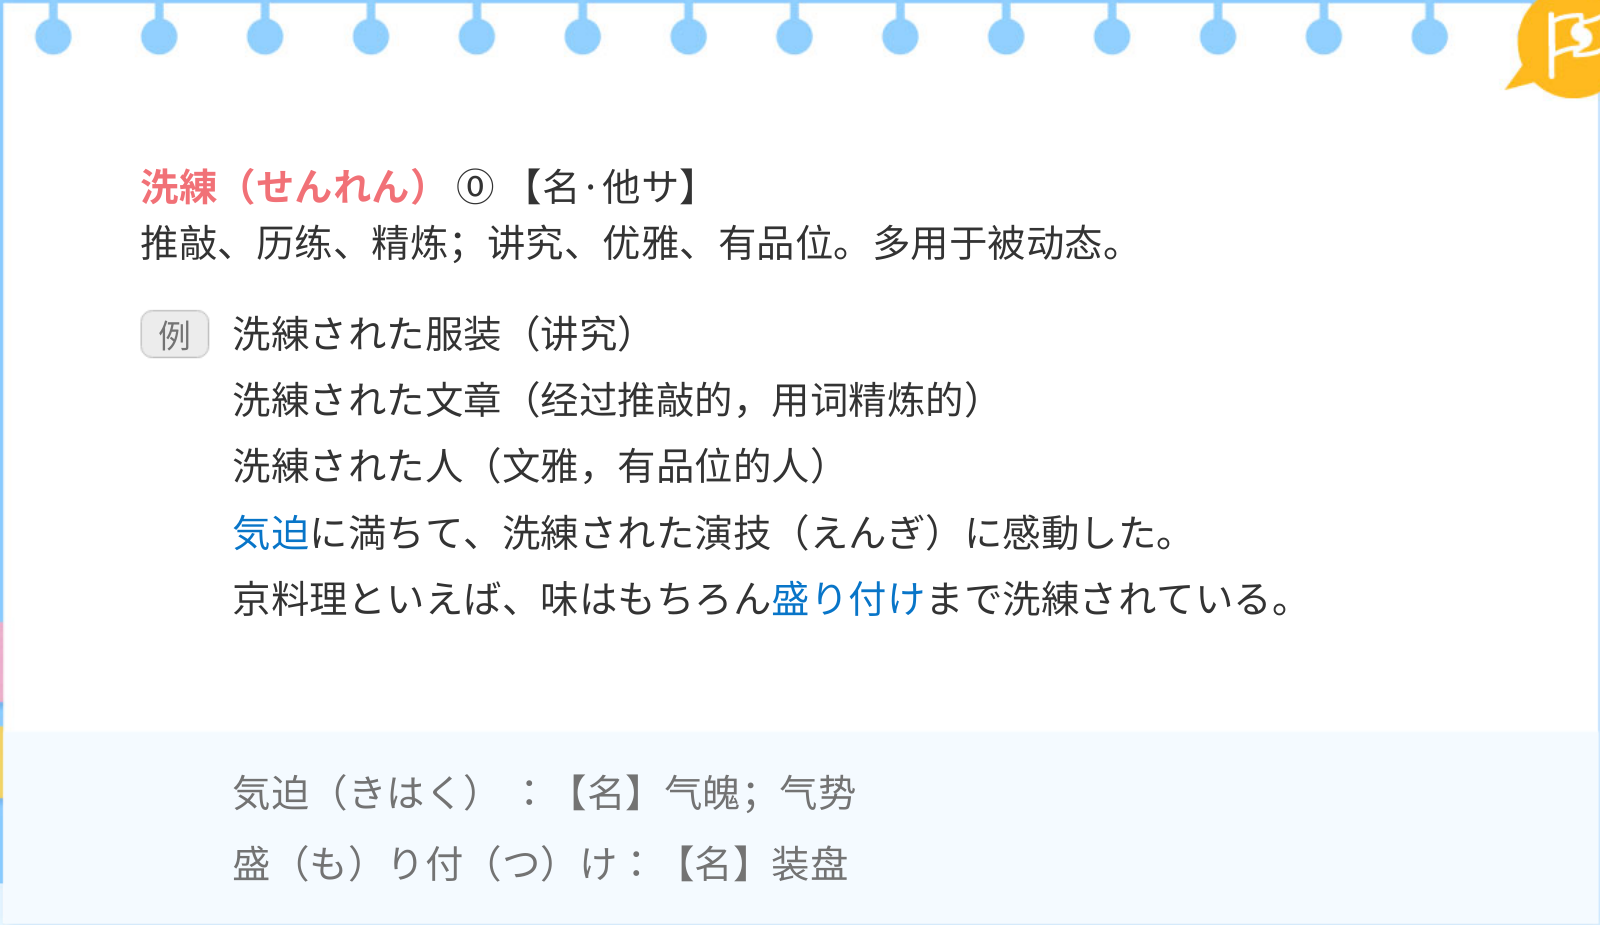 洗練（せんれん） ⓪ 【名·他サ】
推敲、历练、精炼；讲究、优雅、有品位。多用于被动态。
例 洗練された服装（讲究）
洗練された文章（经过推敲的，用词精炼的）
洗練された人（文雅，有品位的人）
気迫に満ちて、洗練された演技（えんぎ）に感動した。
京料理といえば、味はもちろん盛り付けまで洗練されている。
気迫（きはく） ：【名】气魄；气势
盛（も）り付（つ）け：【名】装盘